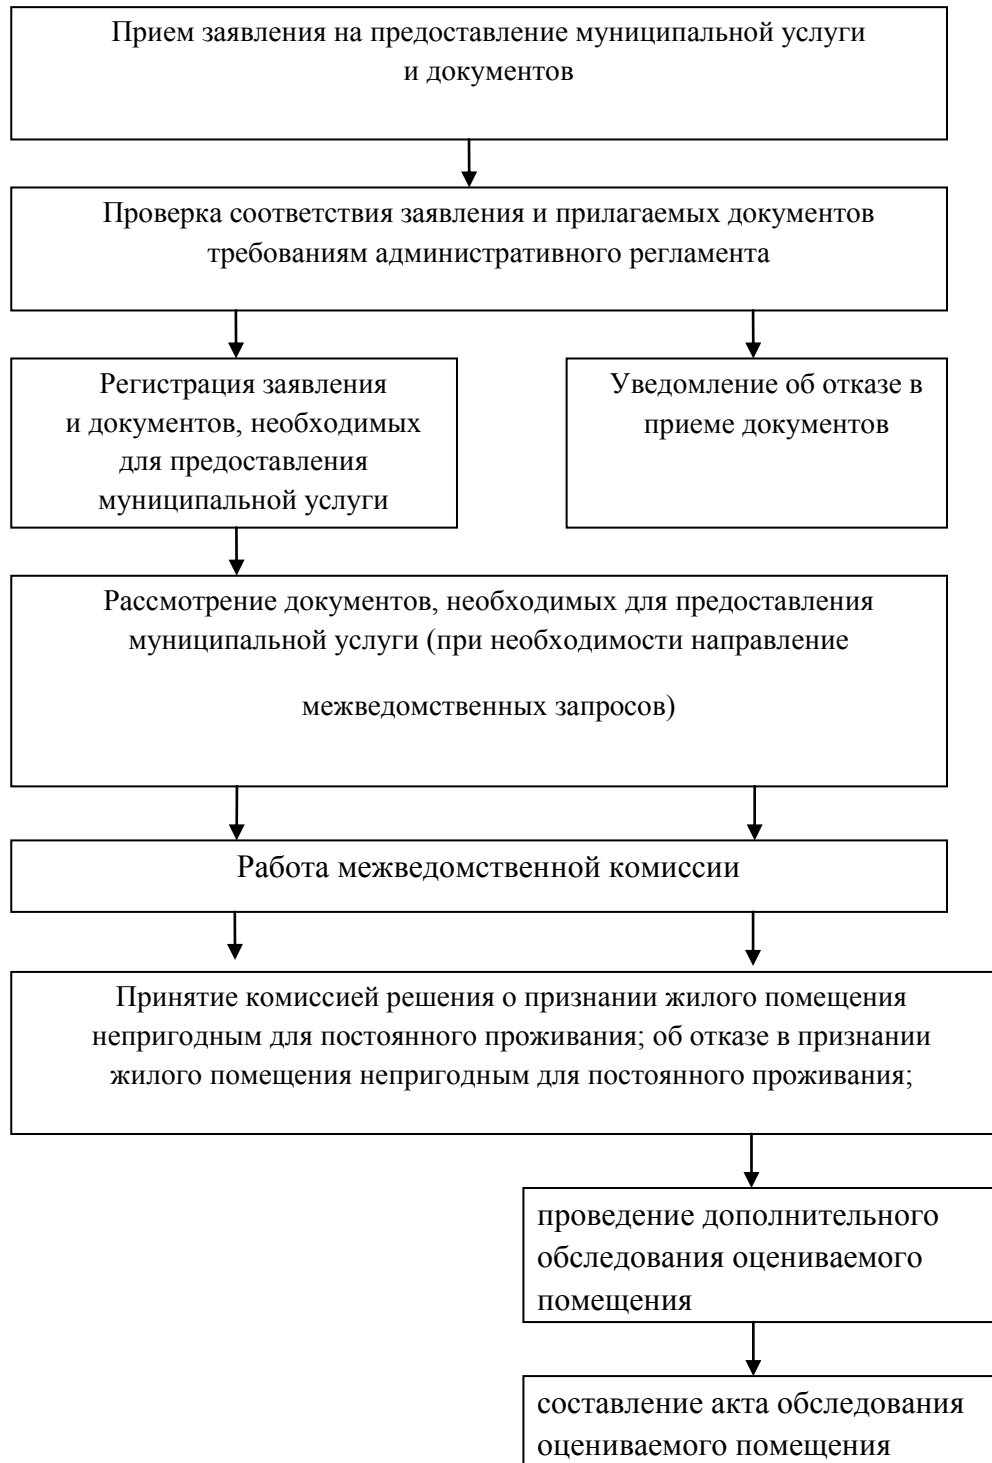 Прием заявления на предоставление муниципальной услуги
и документов
Проверка соответствия заявления и прилагаемых документов
требованиям административного регламента
Регистрация заявления
и документов, необходимых
для предоставления
муниципальной услуги
Уведомление об отказе в
приеме документов
Рассмотрение документов, необходимых для предоставления
муниципальной услуги (при необходимости направление
межведомственных запросов)
Работа межведомственной комиссии
Принятие комиссией решения о признании жилого помещения
непригодным для постоянного проживания; об отказе в признании
жилого помещения непригодным для постоянного проживания;
проведение дополнительного
обследования оцениваемого
помещения
составление акта обследования
оцениваемого помещения